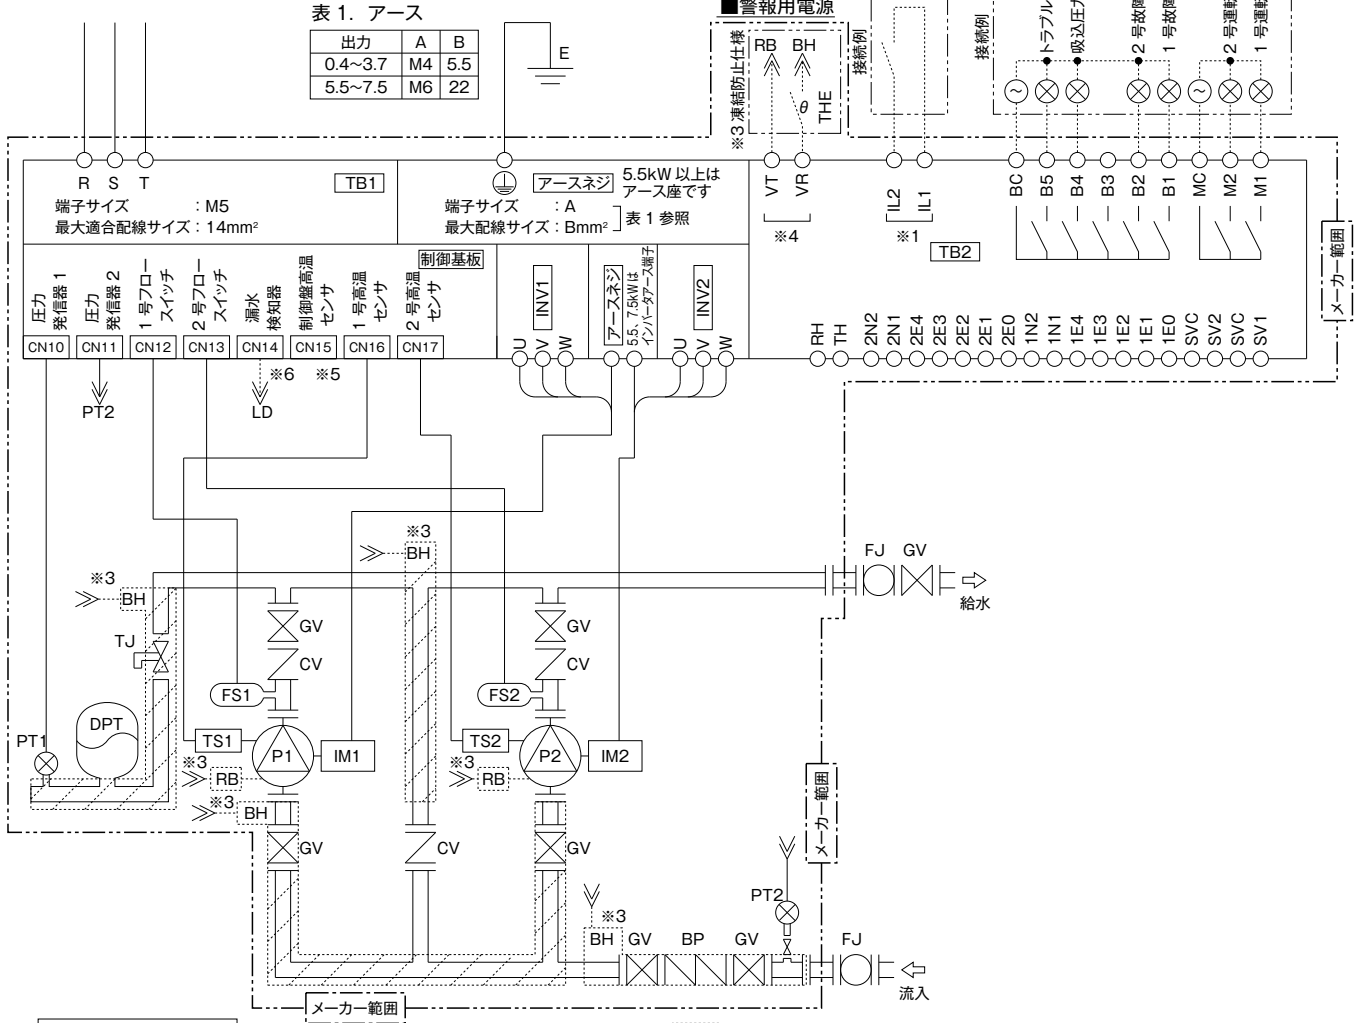 表 1. アース
出力 A B
0.4~3.7 M4 5.5
5.5~7.5 M6 22
E
■警報用電源
RB BH
θ
THE
※3 凍結防止仕様
接続例
接続例
吸込圧力
2 号故障
1 号故障
2 号運転
1 号運転
~
~
R S T
TB1
端子サイズ : M5
最大適合配線サイズ : 14mm²
アースネジ
5.5kW 以上は
アース座です
端子サイズ : A
最大配線サイズ : Bmm²
表 1 参照
VT VR
※4
IL2 IL1
※1
TB2
BC B5 B4 B3 B2 B1 MC M2 M1
メーカー範囲
制御基板
圧力
発信器 1
圧力
発信器 2
1 号フロー
スイッチ
2 号フロー
スイッチ
漏水
検知器
制御盤高温
センサ
1 号高温
センサ
2 号高温
センサ
CN10 CN11 CN12 CN13 CN14 CN15 CN16 CN17
INV1
アースネジ
5.5、7.5kWは
インバータアース端子
INV2
U V W
U V W
RH TH 2N2 2N1 2E4 2E3 2E2 2E1 2E0 1N2 1N1 1E4 1E3 1E2 1E1 1E0 SVC SV2 SVC SV1
※6 ※5
PT2
LD
※3
BH
※3
BH
FJ GV
給水
TJ
GV
CV
GV
CV
FS1
FS2
DPT
PT1
TS1
P1
IM1
TS2
P2
IM2
※3
RB
※3
RB
※3
BH
GV
CV
GV
メーカー範囲
PT2
※3
BH GV BP GV
FJ
流入
メーカー範囲